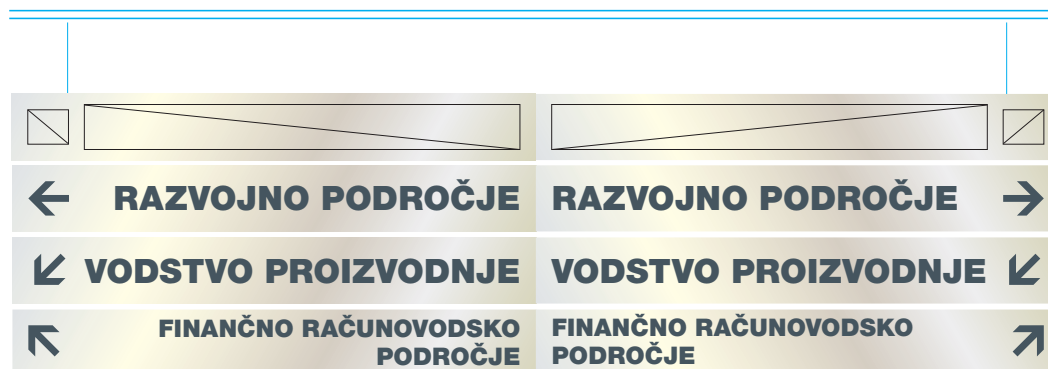 RAZVOJNO PODROČJE
RAZVOJNO PODROČJE
VODSTVO PROIZVODNJE
VODSTVO PROIZVODNJE
FINANČNO RAČUNOVODSKO
PODROČJE
FINANČNO RAČUNOVODSKO
PODROČJE